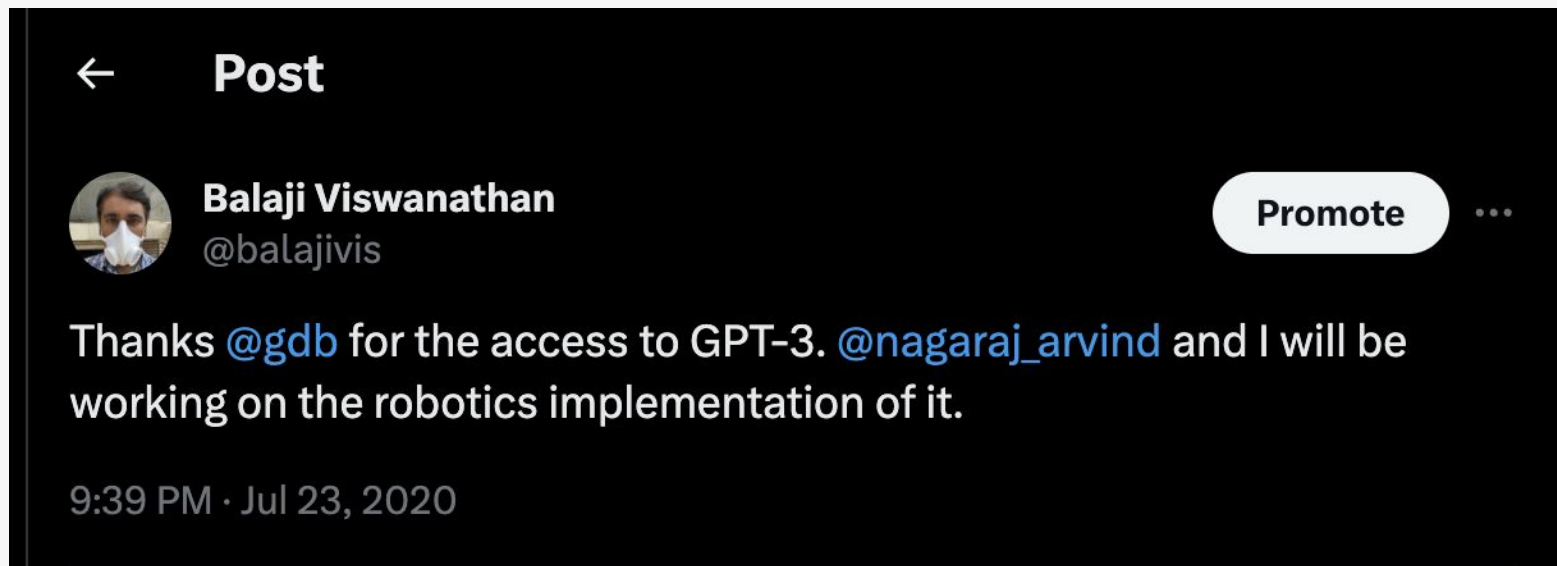 Post
Balaji Viswanathan
@balajivis
Promote
Thanks @gdb for the access to GPT-3. @nagaraj_arvind and I will be
working on the robotics implementation of it.
9:39 PM · Jul 23, 2020